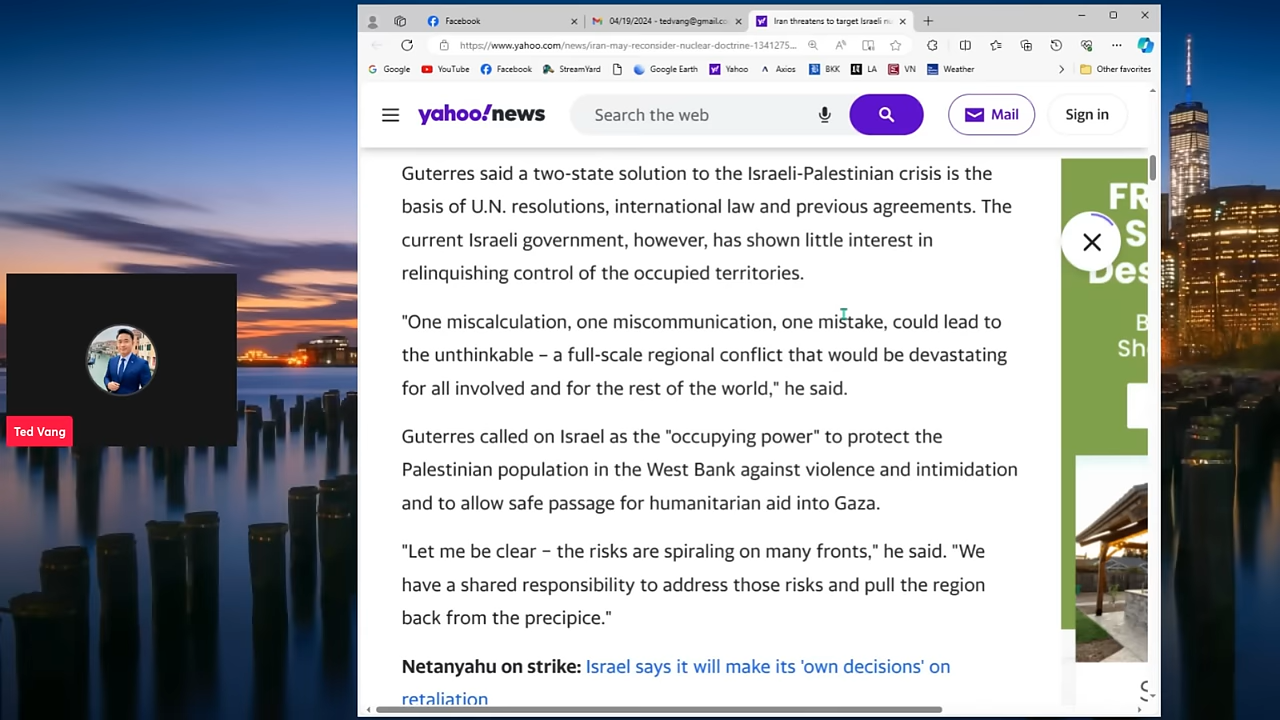 Facebook
04/19/2024 - tedvang@gmail.co
Iran threatens to target Israeli nu
https://www.yahoo.com/news/iran-may-reconsider-nuclear-doctrine-1341275...
Google YouTube Facebook StreamYard Google Earth Yahoo Axios BKK LA VN Weather Other favorites
yahoo!news
Search the web
Mail
Sign in
Guterres said a two-state solution to the Israeli-Palestinian crisis is the
basis of U.N. resolutions, international law and previous agreements. The
current Israeli government, however, has shown little interest in
relinquishing control of the occupied territories.
"One miscalculation, one miscommunication, one mistake, could lead to
the unthinkable – a full-scale regional conflict that would be devastating
for all involved and for the rest of the world," he said.
Guterres called on Israel as the "occupying power" to protect the
Palestinian population in the West Bank against violence and intimidation
and to allow safe passage for humanitarian aid into Gaza.
"Let me be clear – the risks are spiraling on many fronts," he said. "We
have a shared responsibility to address those risks and pull the region
back from the precipice."
Netanyahu on strike: Israel says it will make its 'own decisions' on
retaliation
FR
S
Des
B
Sh
Ted Vang